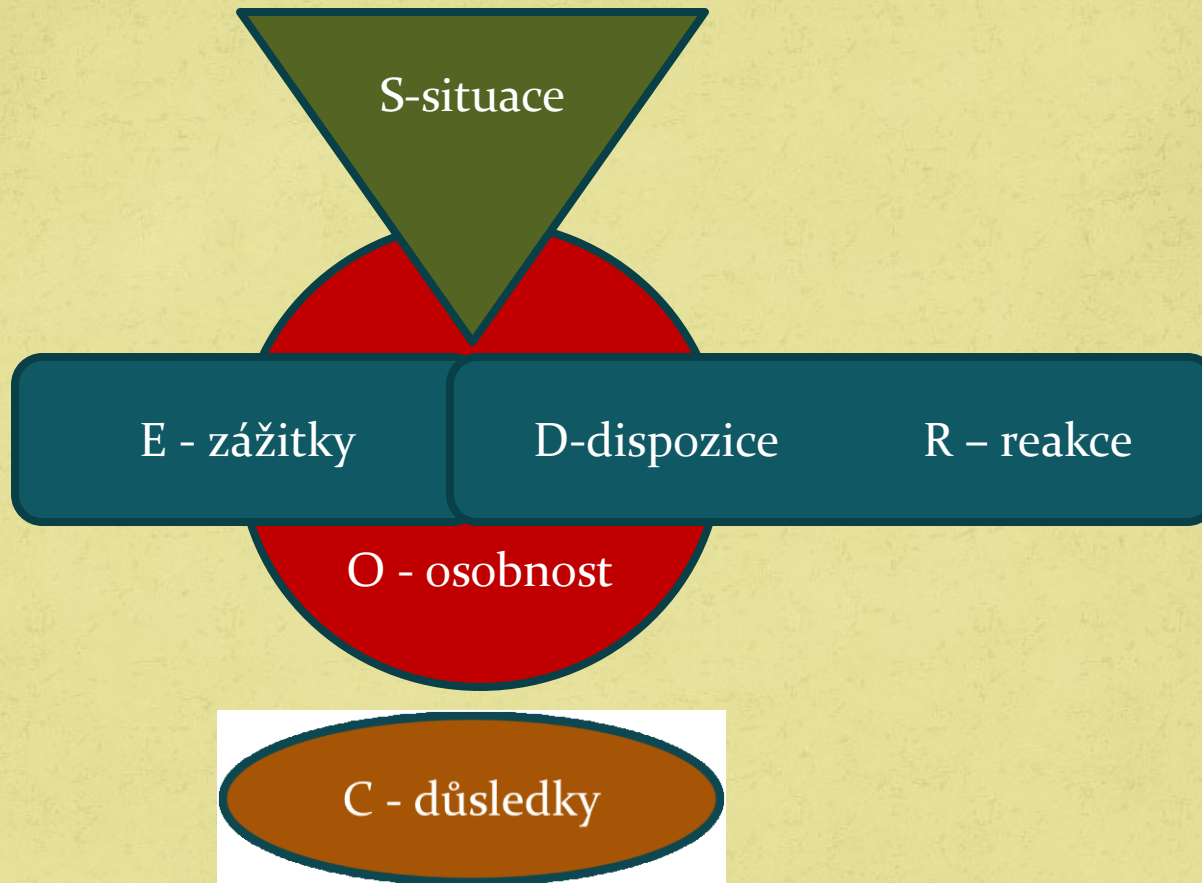 S-situace
E - zážitky
D-dispozice
R – reakce
O - osobnost
C - důsledky